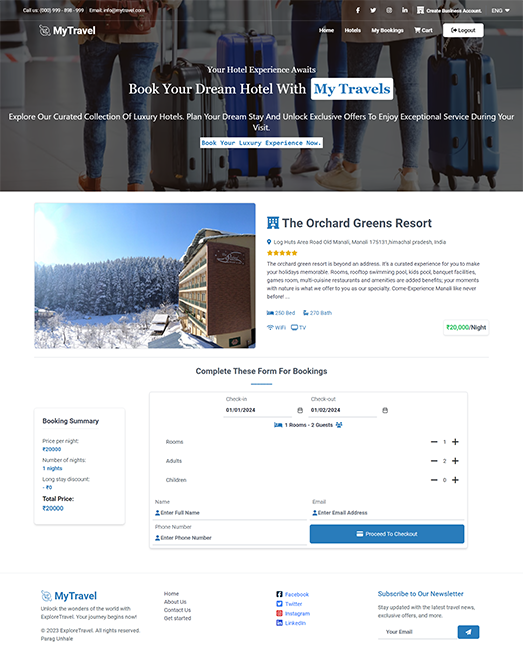 Call us: (000) 999 - 898 - 999 Email: info@mytravel.com Create Business Account. ENG
MyTravel Home Hotels My Bookings Cart Logout
Your Hotel Experience Awaits
Book Your Dream Hotel With My Travels
Explore Our Curated Collection Of Luxury Hotels. Plan Your Dream Stay And Unlock Exclusive Offers To Enjoy Exceptional Service During Your
Visit.
Book Your Luxury Experience Now.
The Orchard Greens Resort
Log Huts Area Road Old Manali, Manali 175131,himachal pradesh, India
The orchard green resort is beyond an address. It's a curated experience for you to
make your holidays memorable. Rooms, rooftop swimming pool, kids pool, banquet facilities,
games room, multi-cuisine restaurants and amenities are added benefits; your moments
with nature is what we offer to you as our specialty. Come-Experience Manali like never
before! ...
250 Bed 270 Bath
WiFi TV
₹20,000/Night
Complete These Form For Bookings
Booking Summary
Price per night:
₹20000
Number of nights:
1 nights
Long stay discount:
- ₹0
Total Price:
₹20000
Check-in Check-out
01/01/2024 01/02/2024
1 Rooms - 2 Guests
Rooms 1
Adults 2
Children 0
Name Email
Enter Full Name Enter Email Address
Phone Number
Enter Phone Number Proceed To Checkout
MyTravel
Unlock the wonders of the world with
ExploreTravel. Your journey begins now!
© 2023 ExploreTravel. All rights reserved.
Parag Unhale
Home
About Us
Contact Us
Get started
Facebook
Twitter
Instagram
LinkedIn
Subscribe to Our Newsletter
Stay updated with the latest travel news,
exclusive offers, and more.
Your Email